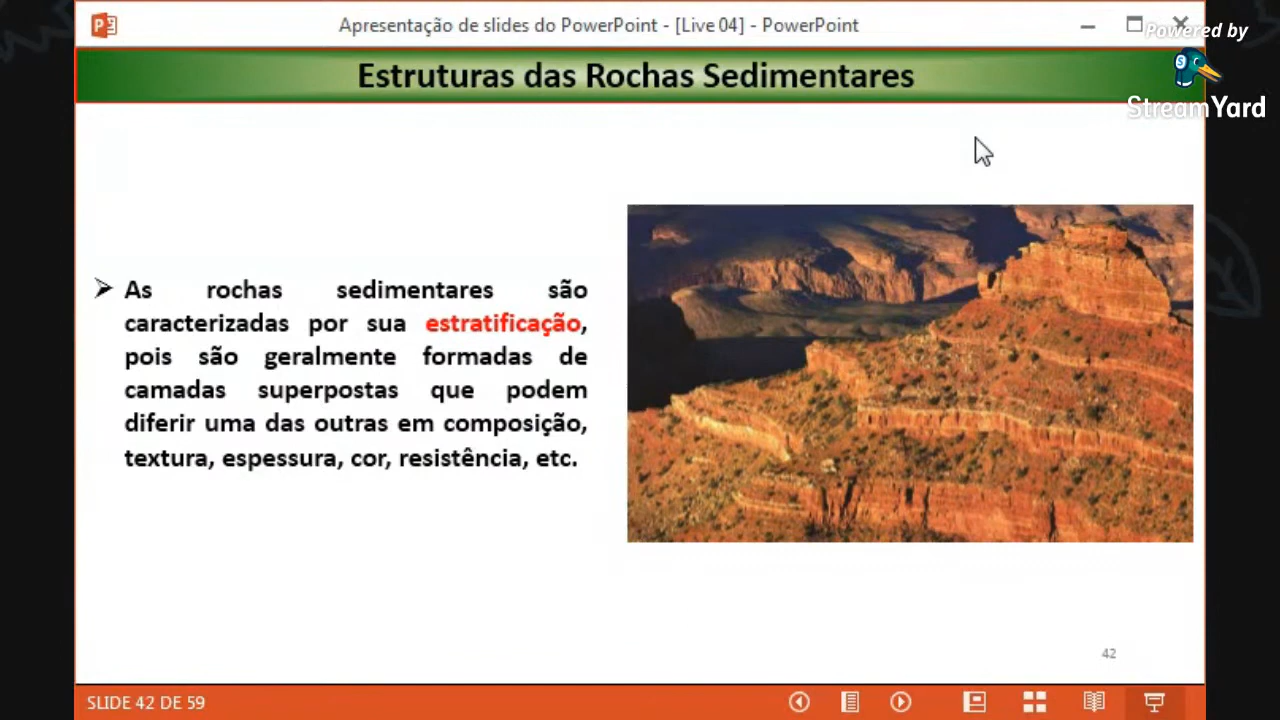 Apresentação de slides do PowerPoint - [Live 04] - PowerPoint
Powered by
StreamYard
Estruturas das Rochas Sedimentares
➢ As rochas sedimentares são
caracterizadas por sua estratificação,
pois são geralmente formadas de
camadas superpostas que podem
diferir uma das outras em composição,
textura, espessura, cor, resistência, etc.
42
SLIDE 42 DE 59